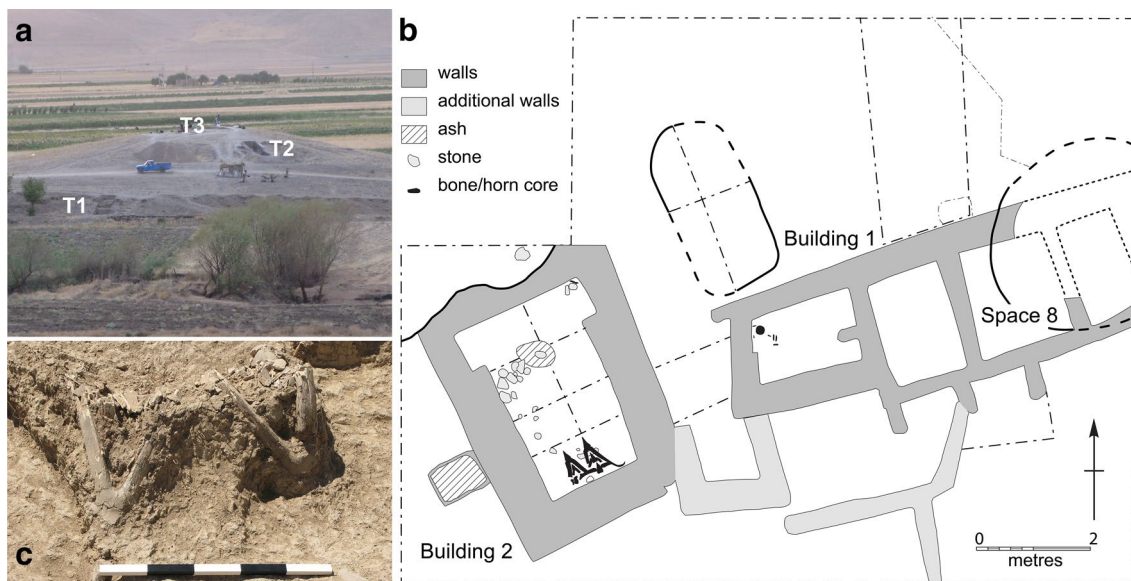 a
T3
T2
T1
c
b
walls
additional walls
ash
stone
bone/horn core
Building 1
Space 8
Building 2
0 2
metres